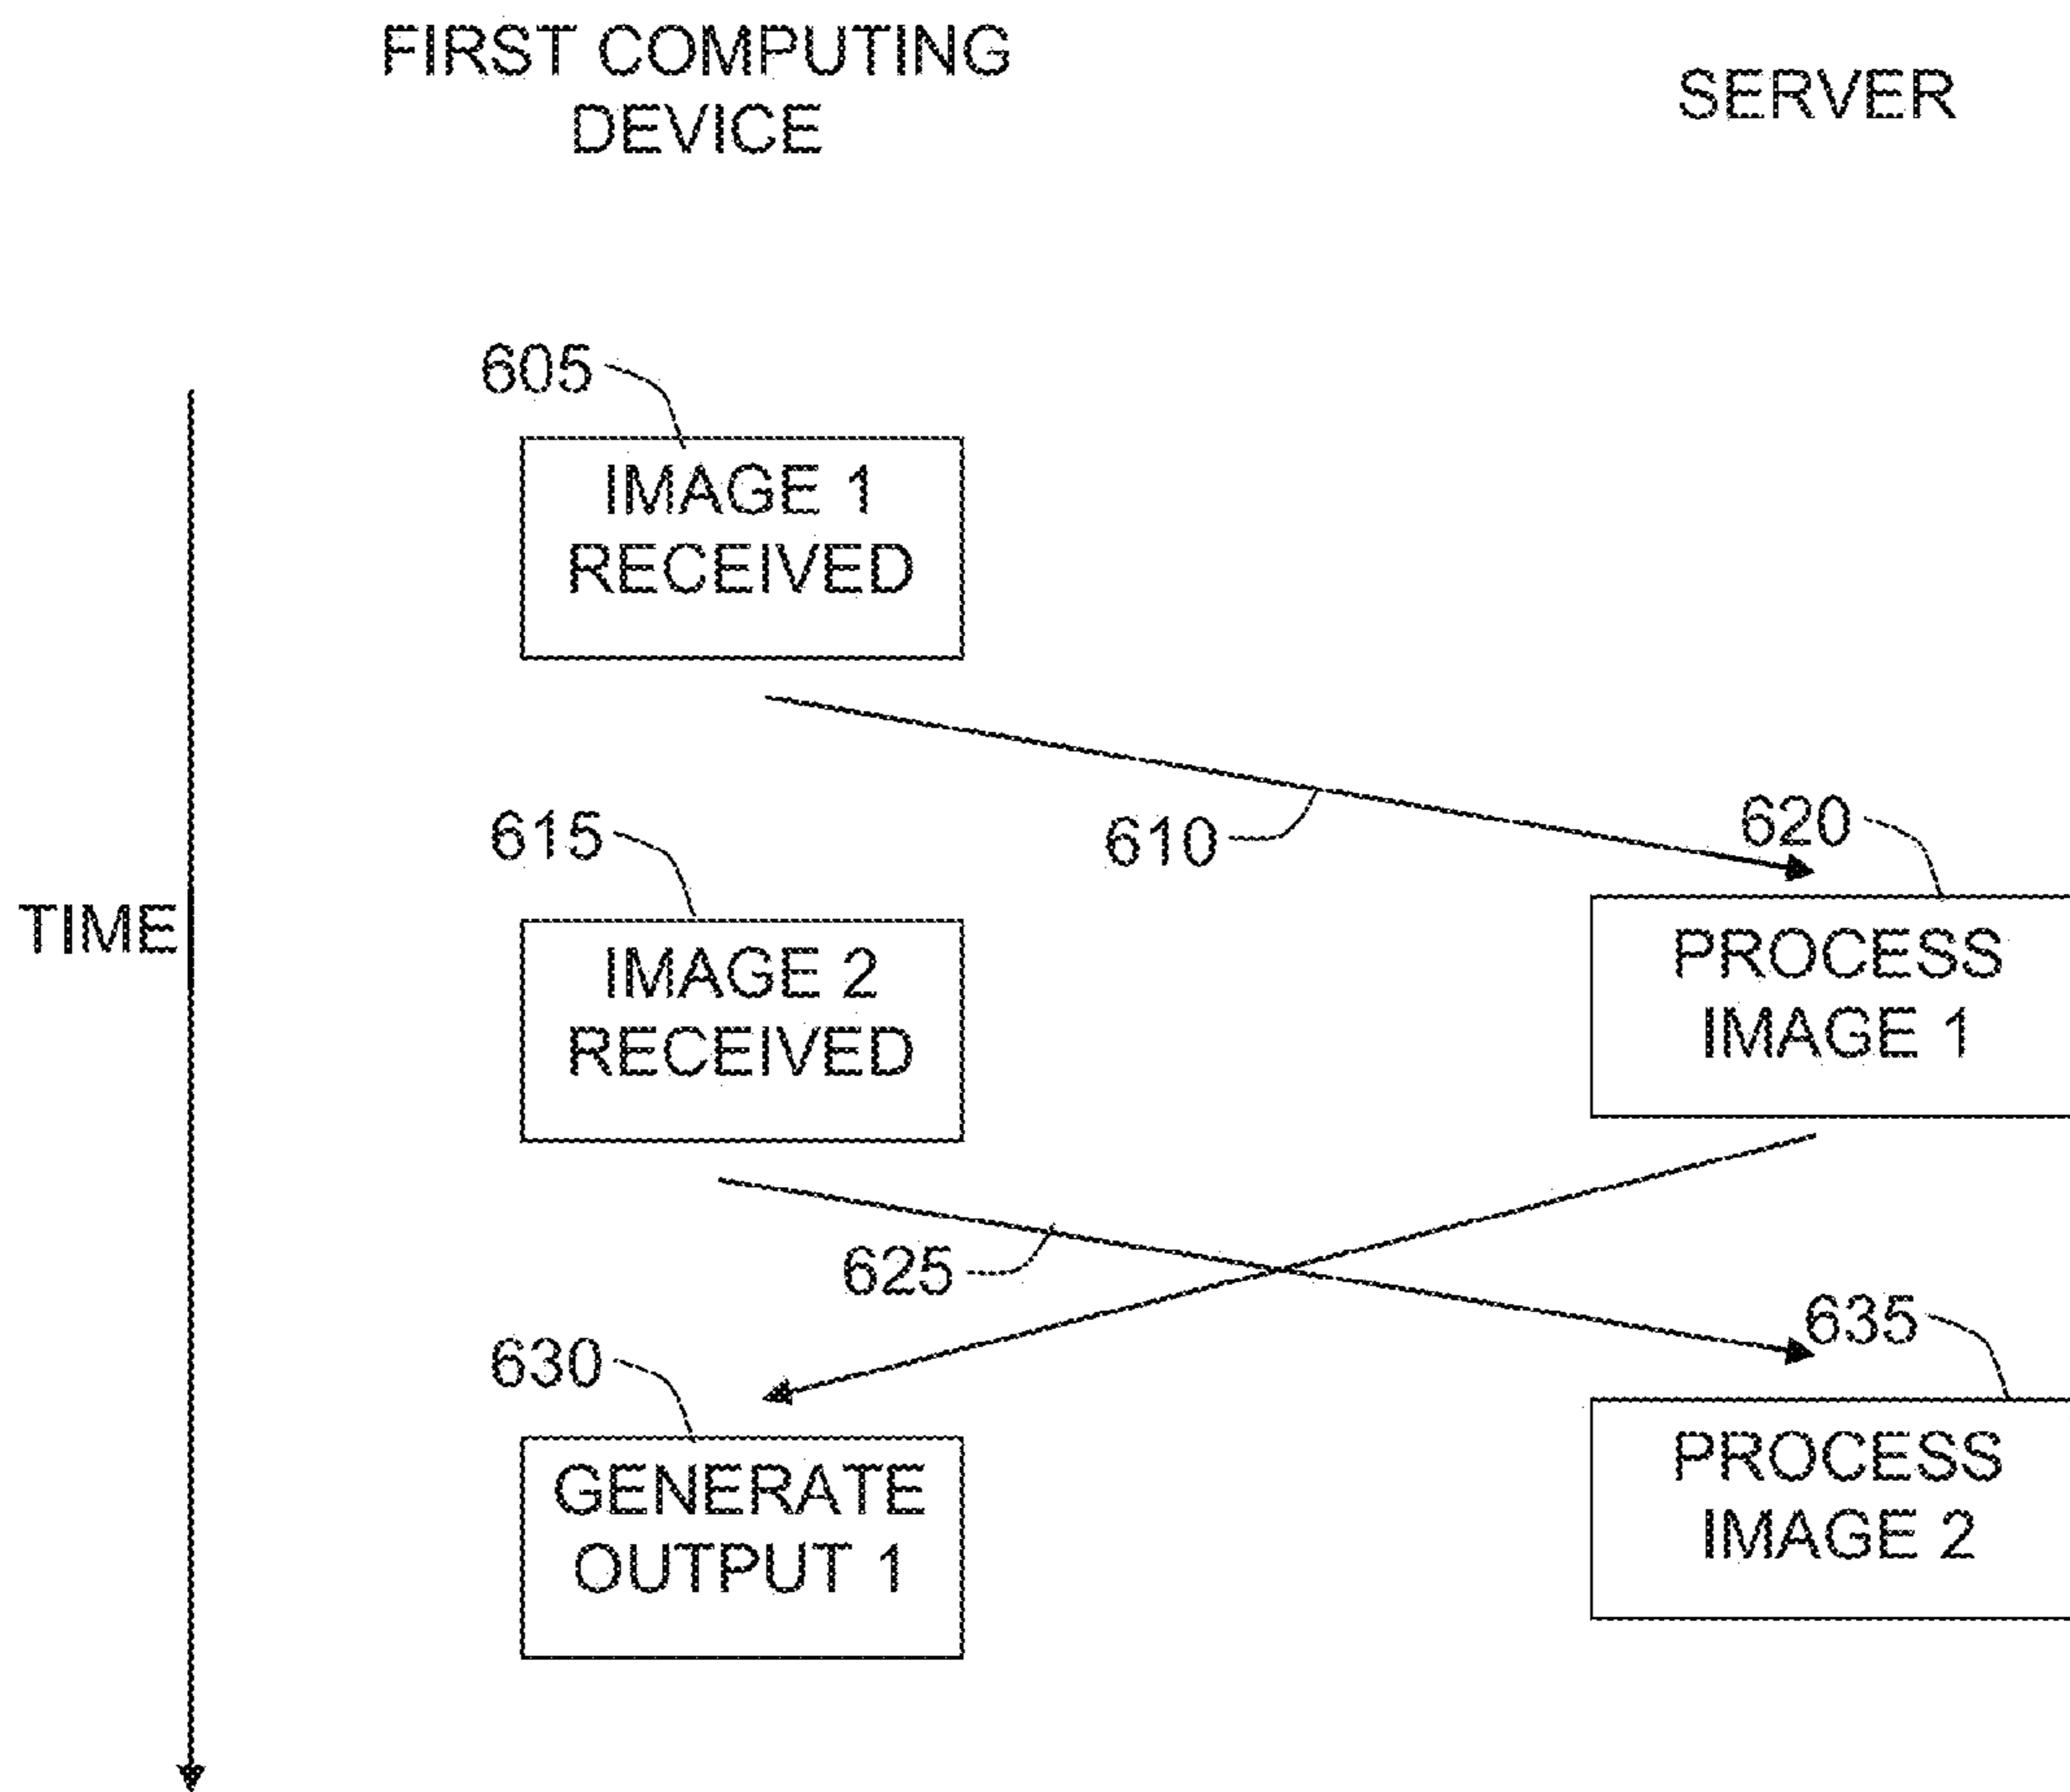 FIRST COMPUTING
DEVICE
SERVER
605
IMAGE 1
RECEIVED
610
615
620
TIME
IMAGE 2
RECEIVED
PROCESS
IMAGE 1
625
630
635
GENERATE
OUTPUT 1
PROCESS
IMAGE 2